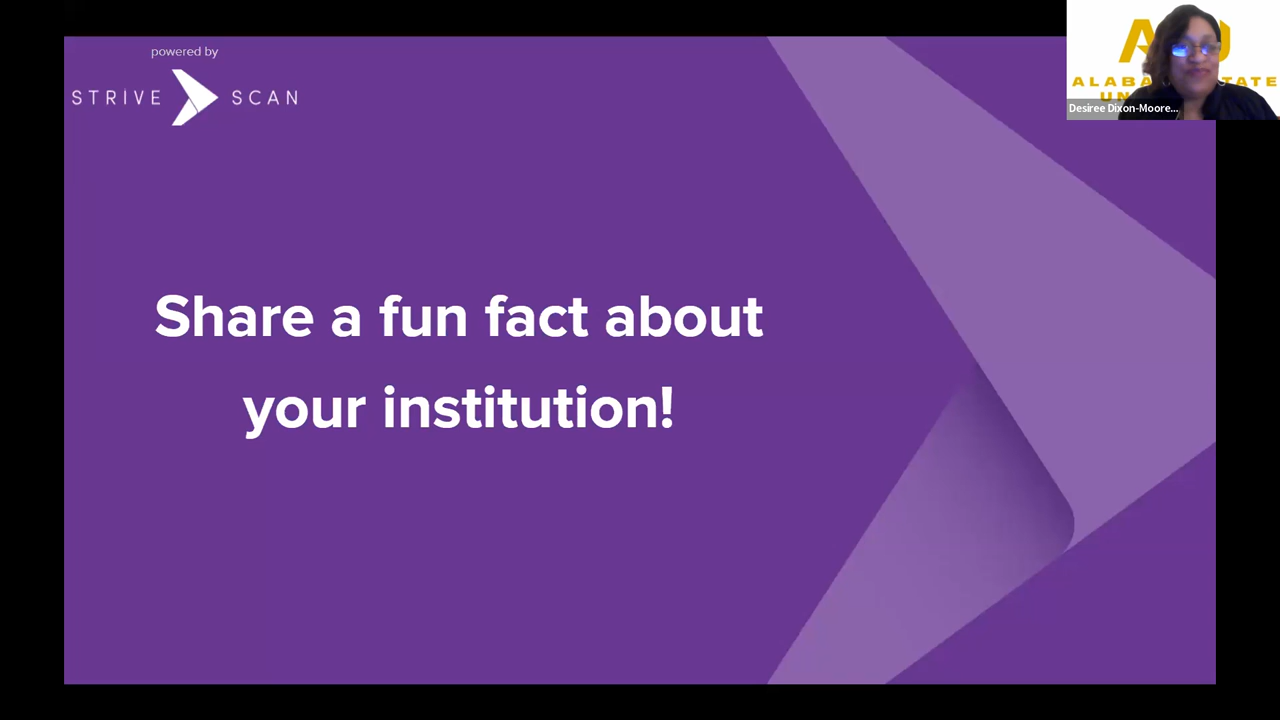 powered by
STRIVE SCAN
Share a fun fact about
your institution!
Desiree Dixon-Moore...